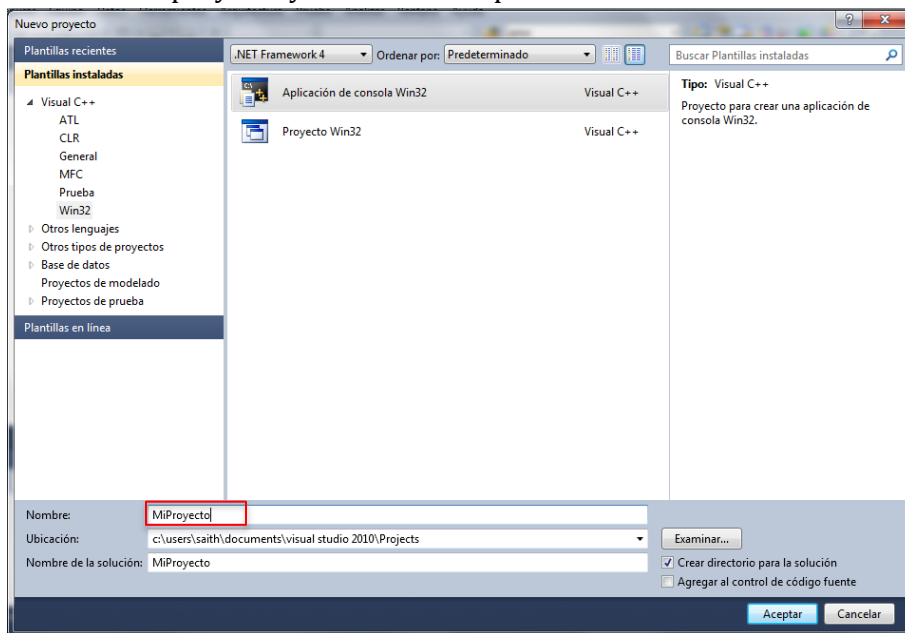 Nuevo proyecto
Plantillas recientes
.NET Framework 4
Ordenar por: Predeterminado
Buscar Plantillas instaladas
Plantillas instaladas
Visual C++
ATL
CLR
General
MFC
Prueba
Win32
Otros lenguajes
Otros tipos de proyectos
Base de datos
Proyectos de modelado
Proyectos de prueba
Plantillas en línea
Aplicación de consola Win32 Visual C++
Proyecto Win32 Visual C++
Tipo: Visual C++
Proyecto para crear una aplicación de
consola Win32.
Nombre: MiProyecto
Ubicación: c:\users\saith\documents\visual studio 2010\Projects
Examinar...
Nombre de la solución: MiProyecto
Crear directorio para la solución
Agregar al control de código fuente
Aceptar Cancelar